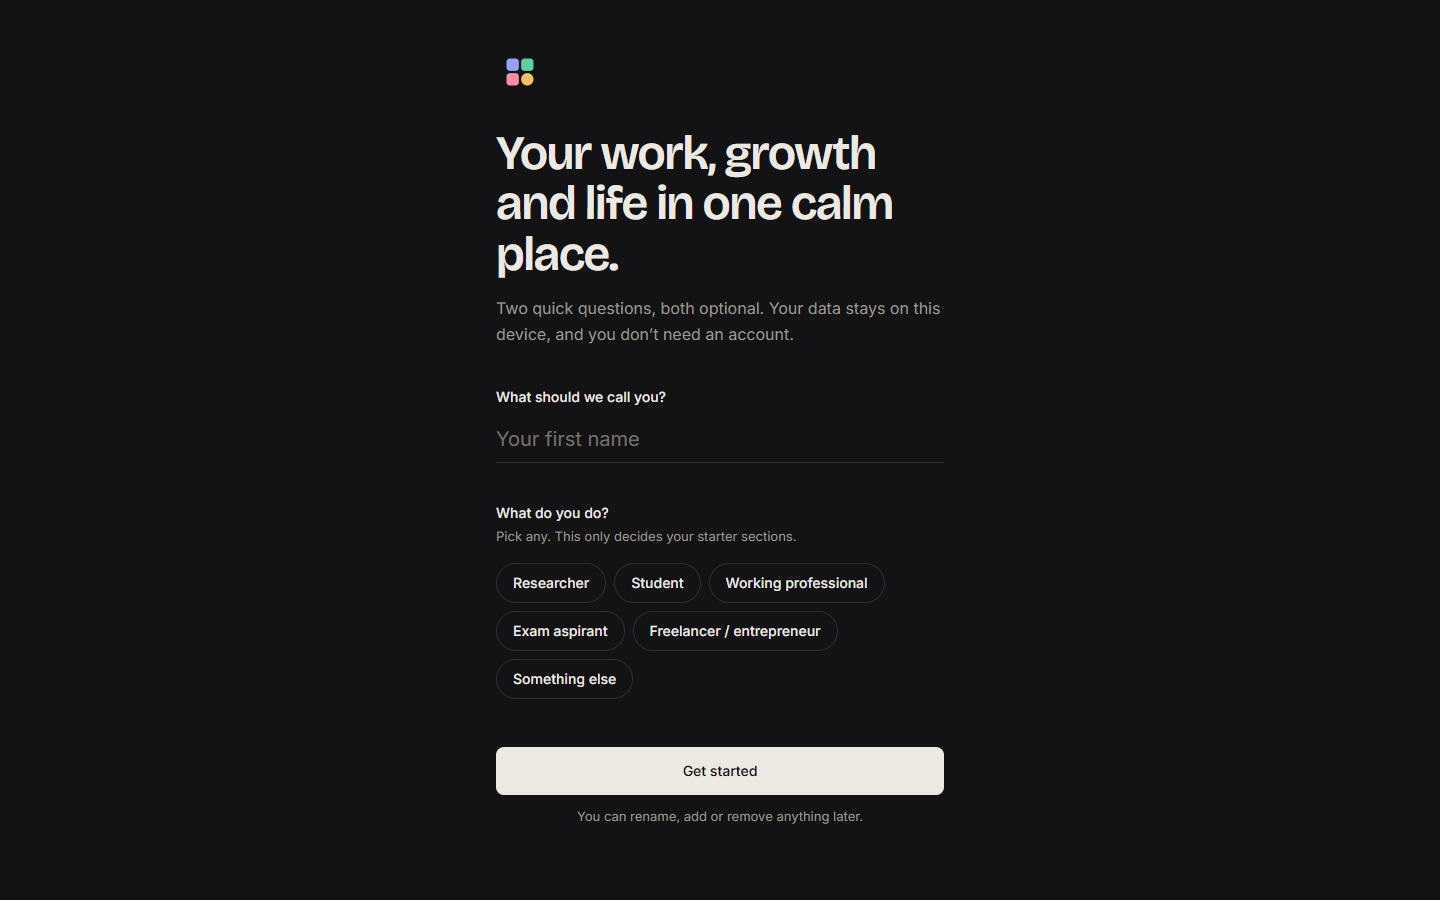 Your work, growth
and life in one calm
place.
Two quick questions, both optional. Your data stays on this
device, and you don’t need an account.
What should we call you?
Your first name
What do you do?
Pick any. This only decides your starter sections.
Researcher Student Working professional
Exam aspirant Freelancer / entrepreneur
Something else
Get started
You can rename, add or remove anything later.